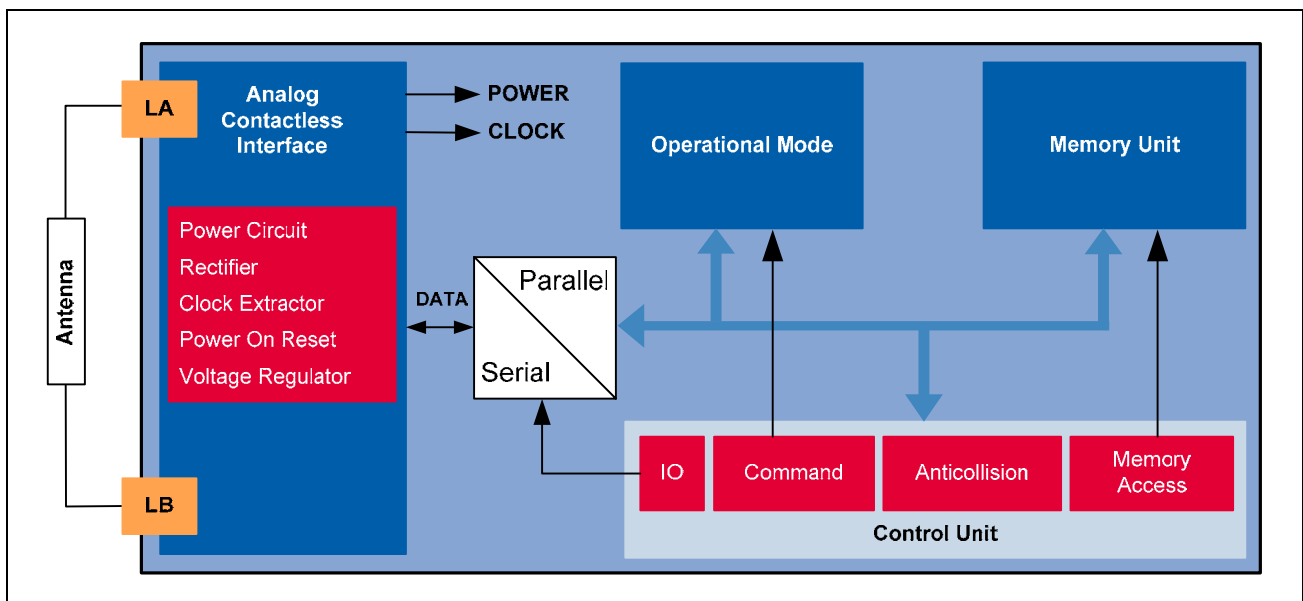 LA
Analog
Contactless
Interface
POWER
CLOCK
Operational Mode
Memory Unit
Power Circuit
Rectifier
Clock Extractor
Power On Reset
Voltage Regulator
Antenna
DATA
Parallel
Serial
LB
IO
Command
Anticollision
Memory
Access
Control Unit